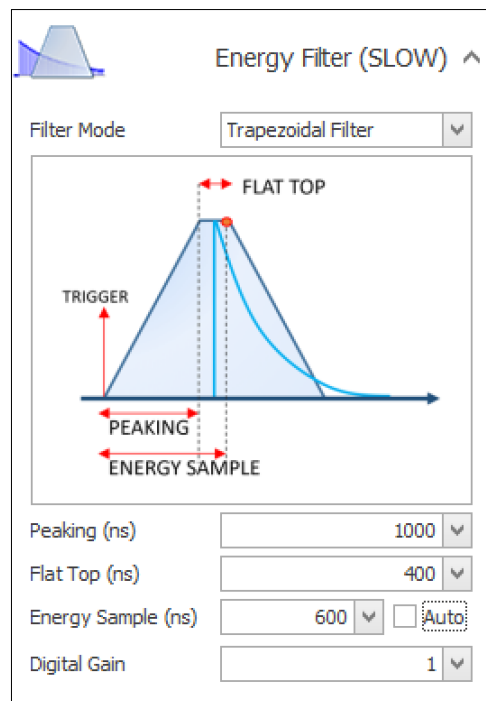 Energy Filter (SLOW)
Filter Mode Trapezoidal Filter
FLAT TOP
TRIGGER
PEAKING
ENERGY SAMPLE
Peaking (ns) 1000
Flat Top (ns) 400
Energy Sample (ns) 600 Auto
Digital Gain 1